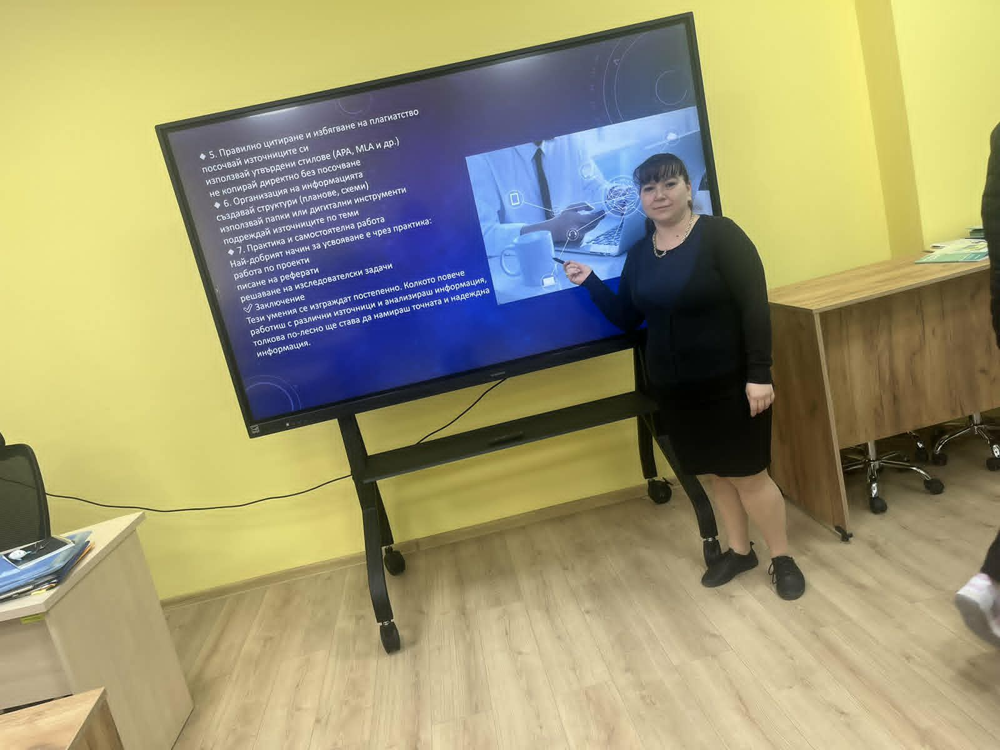 ◆ 5. Правилно цитиране и избягване на плагиатство
посочвай източниците си
използвай утвърдени стилове (APA, MLA и др.)
не копирай директно без посочване
◆ 6. Организация на информацията
създавай структури (планове, схеми)
използвай папки или дигитални инструменти
подреждай източниците по теми
◆ 7. Практика и самостоятелна работа
Най-добрият начин за усвояване е чрез практика:
работа по проекти
писане на реферати
решаване на изследователски задачи
✓ Заключение
Тези умения се изграждат постепенно. Колкото повече
работиш с различни източници и анализираш информация,
толкова по-лесно ще става да намираш точната и надеждна
информация.